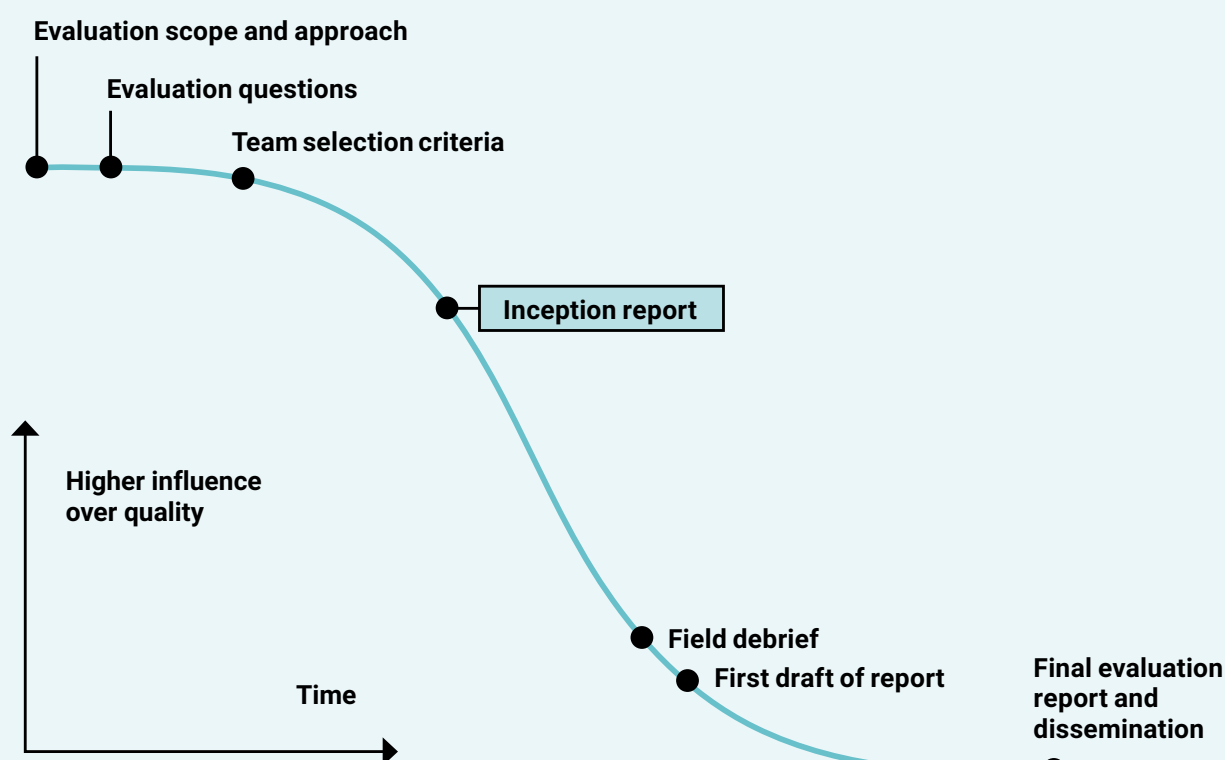 Evaluation scope and approach
Evaluation questions
Team selection criteria
Inception report
Higher influence
over quality
Field debrief
First draft of report
Time
Final evaluation
report and
dissemination